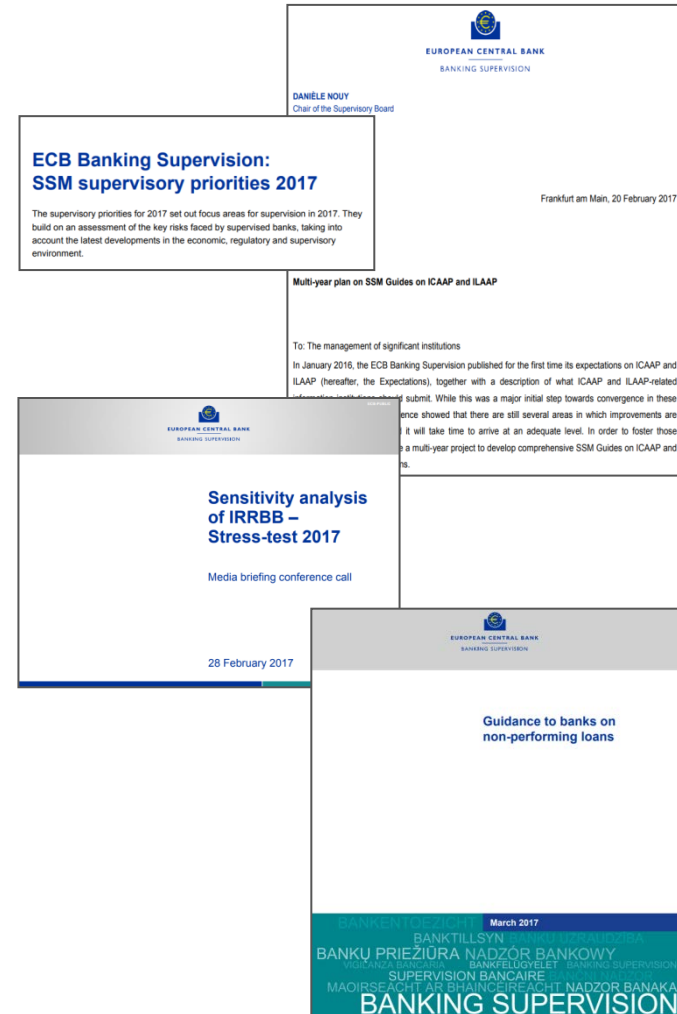 EUROPEAN CENTRAL BANK
BANKING SUPERVISION
DANIÈLE NOUY
Chair of the Supervisory Board
ECB Banking Supervision:
SSM supervisory priorities 2017
The supervisory priorities for 2017 set out focus areas for supervision in 2017. They
build on an assessment of the key risks faced by supervised banks, taking into
account the latest developments in the economic, regulatory and supervisory
environment.
Frankfurt am Main, 20 February 2017
Multi-year plan on SSM Guides on ICAAP and ILAAP
To: The management of significant institutions
In January 2016, the ECB Banking Supervision published for the first time its expectations on ICAAP and
ILAAP (hereafter, the Expectations), together with a description of what ICAAP and ILAAP-related
submit. While this was a major initial step towards convergence in these
ence showed that there are still several areas in which improvements are
it will take time to arrive at an adequate level. In order to foster those
a multi-year project to develop comprehensive SSM Guides on ICAAP and
ns.
EUROPEAN CENTRAL BANK
BANKING SUPERVISION
Sensitivity analysis
of IRRBB –
Stress-test 2017
Media briefing conference call
28 February 2017
EUROPEAN CENTRAL BANK
BANKING SUPERVISION
Guidance to banks on
non-performing loans
March 2017
BANKENTOEZICHT
BANKTILLSYN BANKU UZRAUDZĪBA
BANKŲ PRIEŽIŪRA NADZÓR BANKOWY
VIGILANZA BANCARIA BANKFELÜGYELET BANKING SUPERVISION
SUPERVISION BANCAIRE BANČNI NADZOR
MAOIRSEACHT AR BHAINCÉIREACHT NADZOR BANAKA
BANKING SUPERVISION